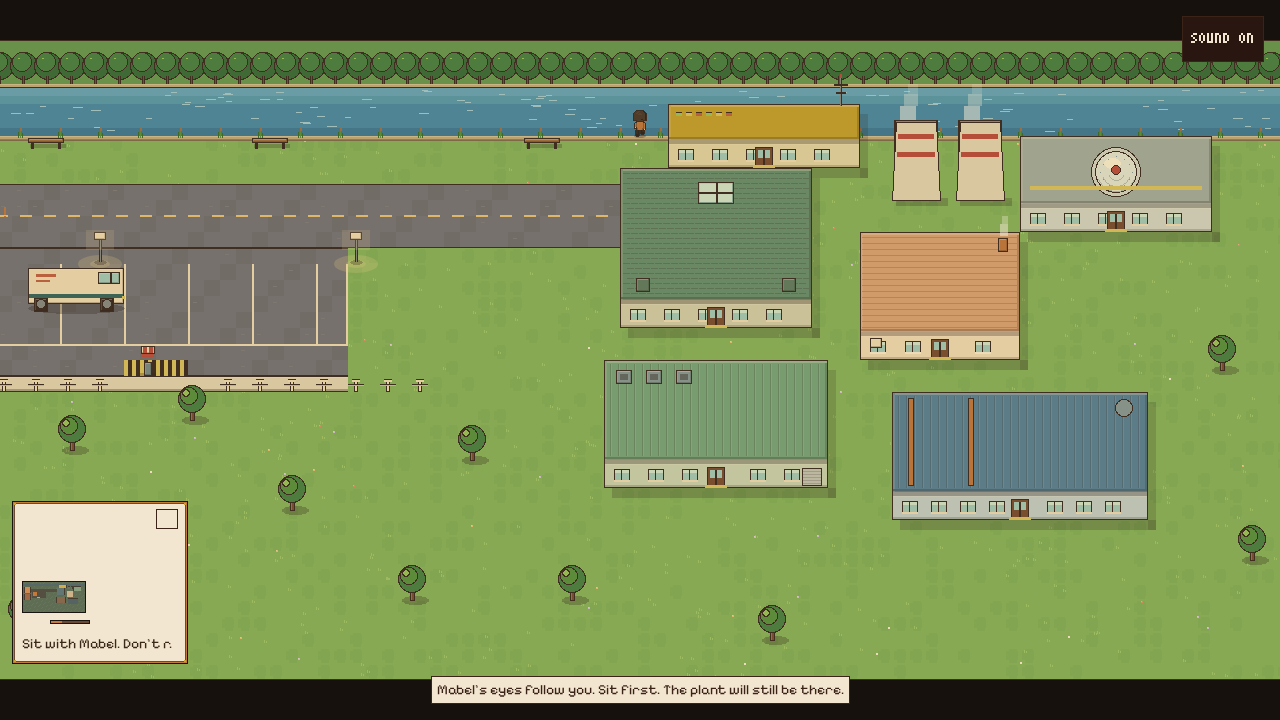 SOUND ON
Sit with Mabel. Don't r.
Mabel's eyes follow you. Sit first. The plant will still be there.